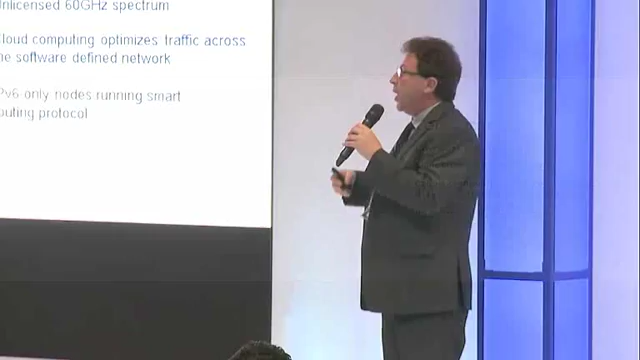 nlicensed 60GHz spectrum
loud computing optimizes traffic across
he software defined network
Pv6 only nodes running smart
outing protocol